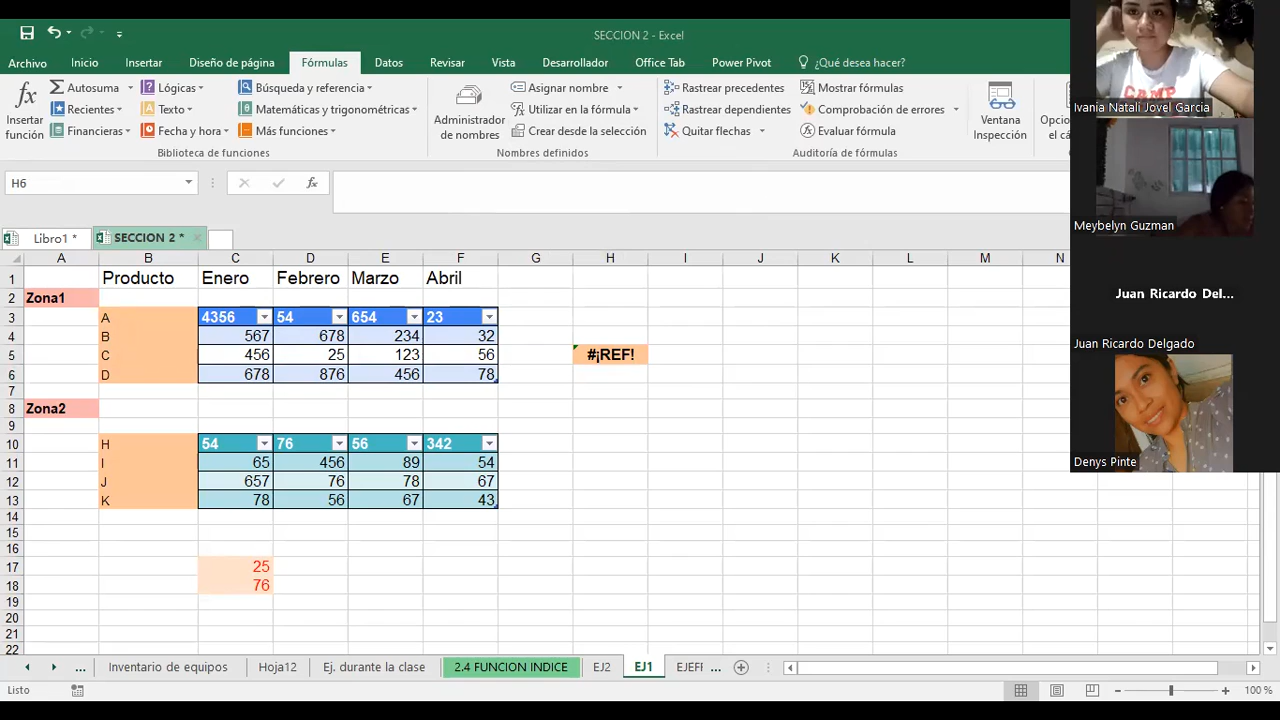 SECCION 2 - Excel
Archivo Inicio Insertar Diseño de página Fórmulas Datos Revisar Vista Desarrollador Office Tab Power Pivot ¿Qué desea hacer?
Insertar función
Autosuma
Recientes
Financieras
Lógicas
Texto
Fecha y hora
Búsqueda y referencia
Matemáticas y trigonométricas
Más funciones
Biblioteca de funciones
Administrador de nombres
Asignar nombre
Utilizar en la fórmula
Crear desde la selección
Nombres definidos
Rastrear precedentes
Rastrear dependientes
Quitar flechas
Mostrar fórmulas
Comprobación de errores
Evaluar fórmula
Auditoría de fórmulas
Ventana Inspección
H6 fx
Libro1 * SECCION 2 *
A B C D E F G H I J K L M N
1 Producto Enero Febrero Marzo Abril
2 Zona1
3 A 4356 54 654 23
4 B 567 678 234 32
5 C 456 25 123 56 #¡REF!
6 D 678 876 456 78
7
8 Zona2
9
10 H 54 76 56 342
11 I 65 456 89 54
12 J 657 76 78 67
13 K 78 56 67 43
14
15
16
17 25
18 76
19
20
21
22
... Inventario de equipos Hoja12 Ej. durante la clase 2.4 FUNCION INDICE EJ2 EJ1 ...
Listo 100 %
Ivania Natali Jovel Garcia
Meybelyn Guzman
Juan Ricardo Del...
Juan Ricardo Delgado
Denys Pinte